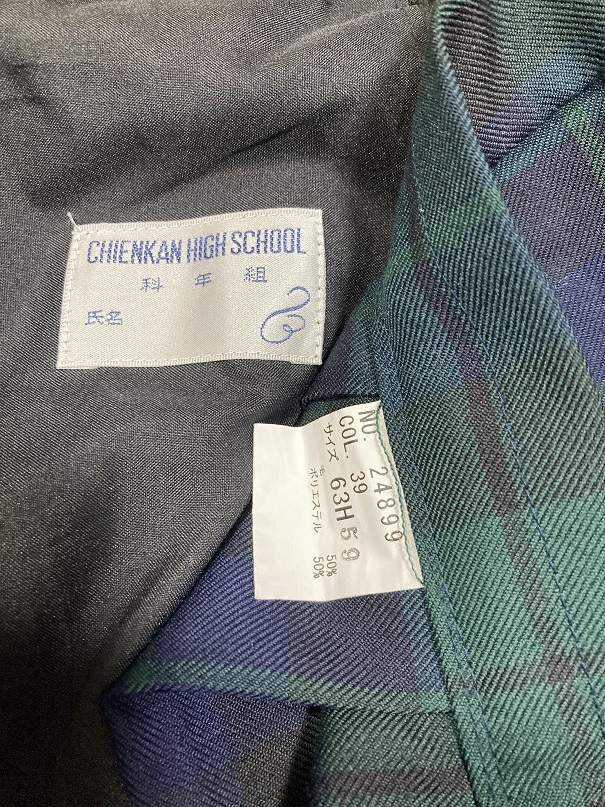 CHIENKAN HIGH SCHOOL
科 年 組
氏名
NO. 24899
COL. 39
サイズ 63H59
毛 50%
ポリエステル 50%